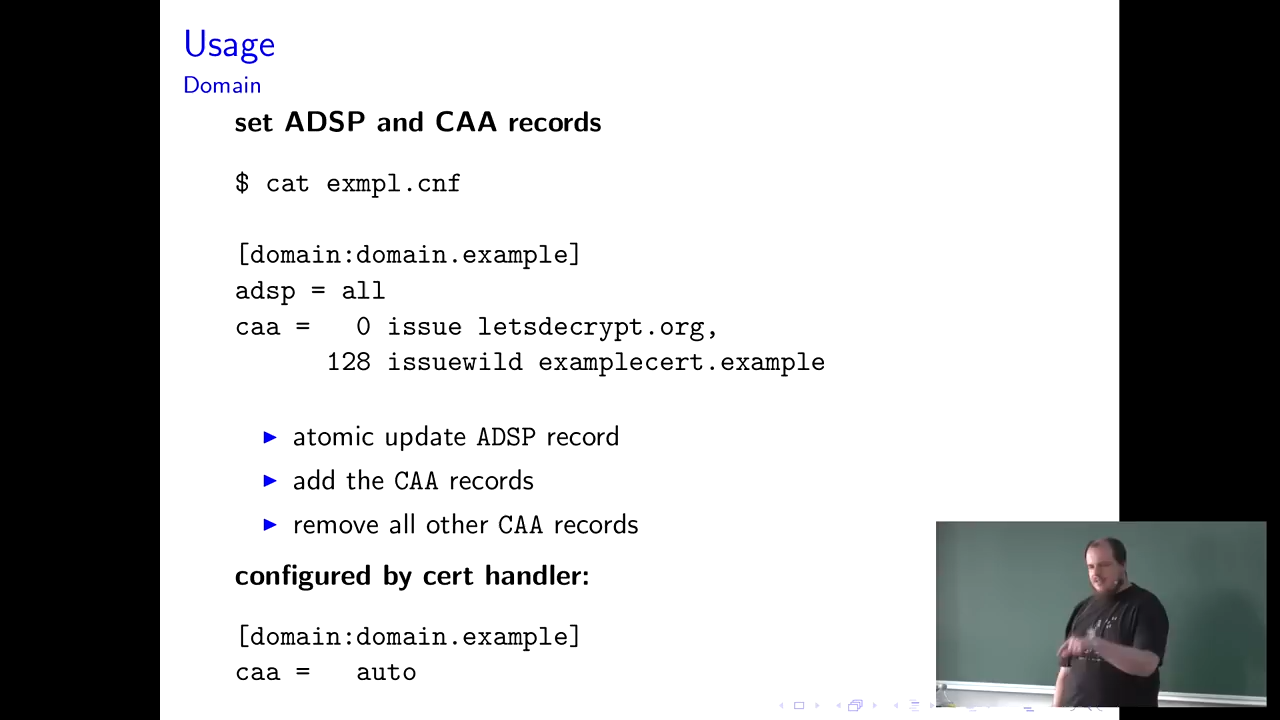 Usage
Domain
set ADSP and CAA records
$ cat exmpl.cnf
[domain:domain.example]
adsp = all
caa =   0 issue letsdecrypt.org,
      128 issuewild examplecert.example
atomic update ADSP record
add the CAA records
remove all other CAA records
configured by cert handler:
[domain:domain.example]
caa =   auto